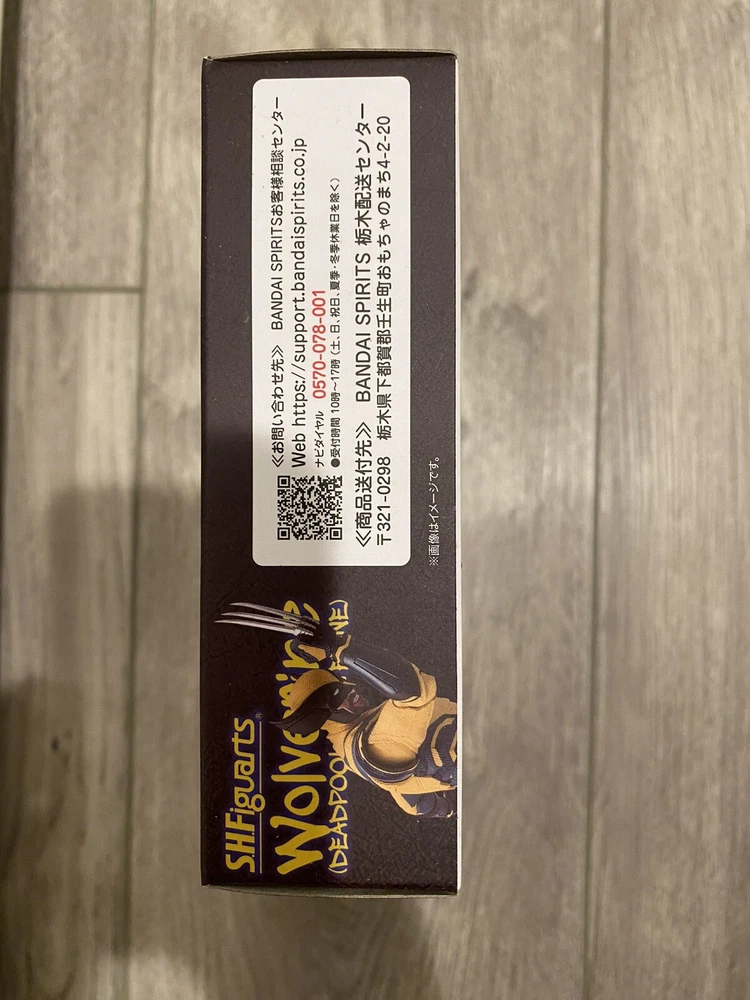 S.H.Figuarts
Wolverine
(DEADPOOL NE)
≪お問い合わせ先≫ BANDAI SPIRITSお客様相談センター
Web https://support.bandaispirits.co.jp
ナビダイヤル 0570-078-001
●受付時間 10時～17時（土、日、祝日、夏季・冬季休業日を除く）
≪商品送付先≫ BANDAI SPIRITS 栃木配送センター
〒321-0298 栃木県下都賀郡壬生町おもちゃのまち4-2-20
※画像はイメージです。